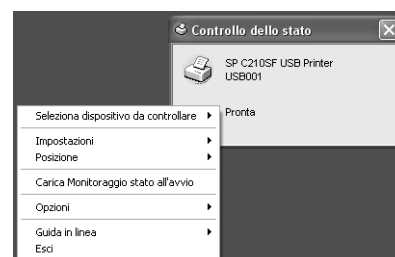 Controllo dello stato
SP C210SF USB Printer
USB001
Pronta
Seleziona dispositivo da controllare
Impostazioni
Posizione
Carica Monitoraggio stato all'avvio
Opzioni
Guida in linea
Esci